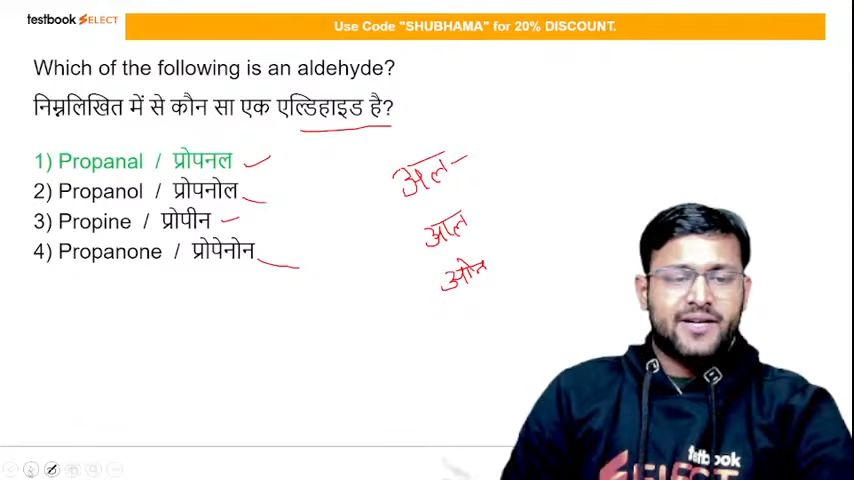 testbook SELECT
Use Code "SHUBHAMA" for 20% DISCOUNT.
Which of the following is an aldehyde?
निम्नलिखित में से कौन सा एक एल्डिहाइड है?
1) Propanal / प्रोपनल
2) Propanol / प्रोपनोल
3) Propine / प्रोपीन
4) Propanone / प्रोपेनोन
अल
आल
ओन
testbook
SELECT